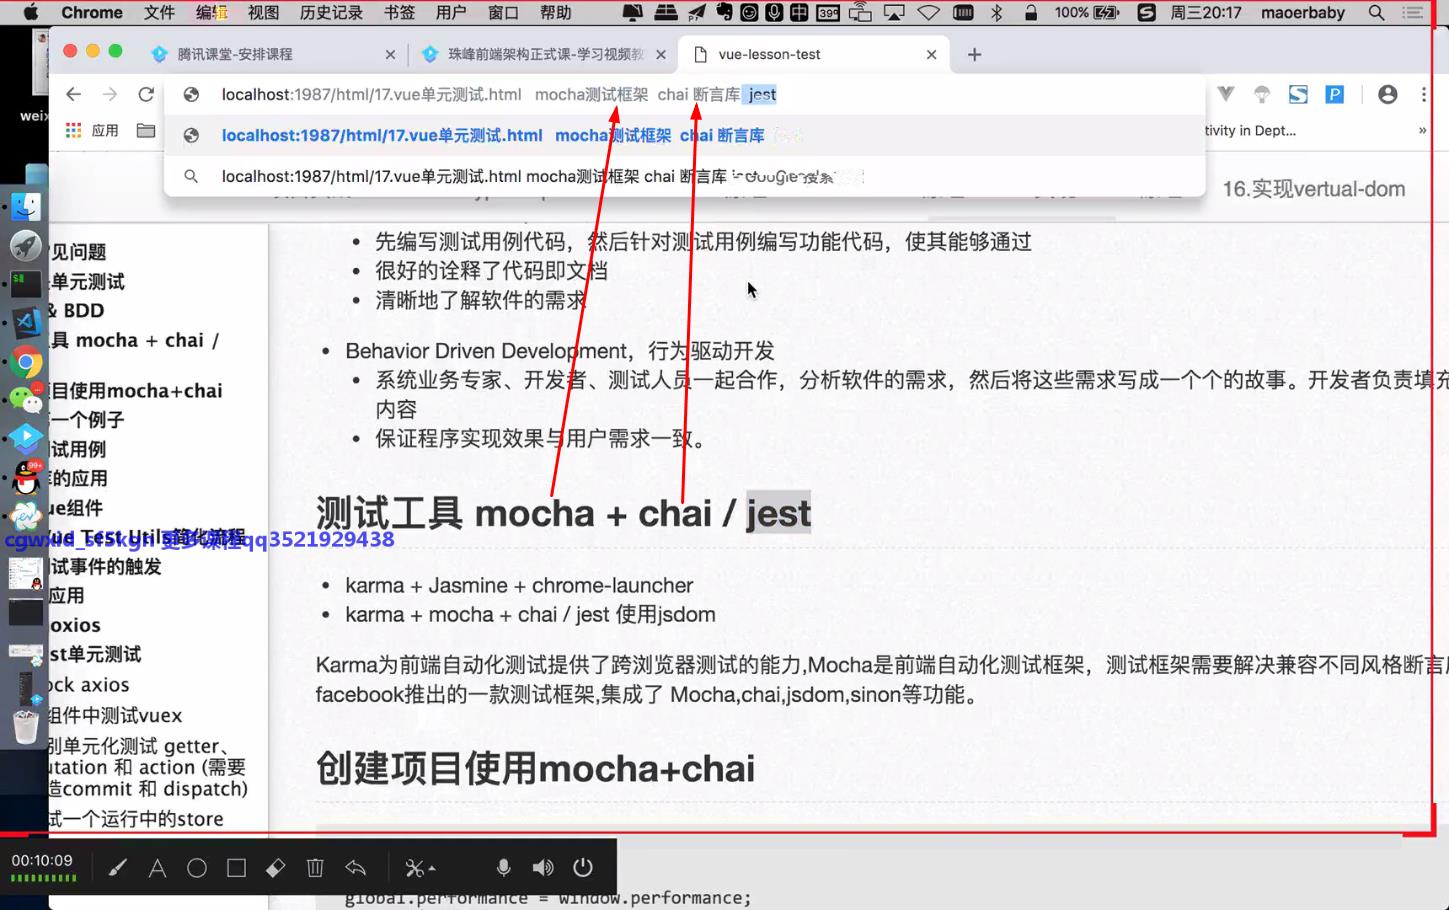 Chrome 文件 编辑 视图 历史记录 书签 用户 窗口 帮助 39° 100% 周三20:17 maoerbaby
腾讯课堂-安排课程
珠峰前端架构正式课-学习视频教
vue-lesson-test
localhost:1987/html/17.vue单元测试.html mocha测试框架 chai 断言库 jest
应用
localhost:1987/html/17.vue单元测试.html mocha测试框架 chai 断言库
tivity in Dept...
localhost:1987/html/17.vue单元测试.html mocha测试框架 chai 断言库
16.实现vertual-dom
weix
见问题
单元测试
& BDD
具 mocha + chai /
项目使用mocha+chai
一个例子
试用例
库的应用
ue组件
ue Test Utils简化流程
cgwxid_sf5kgn 更多课程qq3521929438
试事件的触发
应用
oxios
st单元测试
ock axios
组件中测试vuex
别单元化测试 getter、
utation 和 action (需要
造commit 和 dispatch)
试一个运行中的store
先编写测试用例代码，然后针对测试用例编写功能代码，使其能够通过
很好的诠释了代码即文档
清晰地了解软件的需求
Behavior Driven Development，行为驱动开发
系统业务专家、开发者、测试人员一起合作，分析软件的需求，然后将这些需求写成一个个的故事。开发者负责填充
内容
保证程序实现效果与用户需求一致。
测试工具 mocha + chai / jest
karma + Jasmine + chrome-launcher
karma + mocha + chai / jest 使用jsdom
Karma为前端自动化测试提供了跨浏览器测试的能力,Mocha是前端自动化测试框架，测试框架需要解决兼容不同风格断言库
facebook推出的一款测试框架,集成了 Mocha,chai,jsdom,sinon等功能。
创建项目使用mocha+chai
00:10:09
global.performance = window.performance;